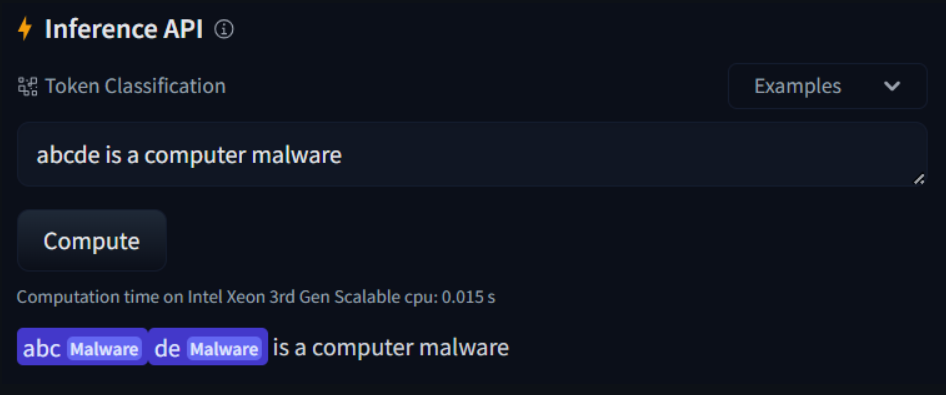 Inference API
Token Classification
Examples
abcde is a computer malware
Compute
Computation time on Intel Xeon 3rd Gen Scalable cpu: 0.015 s
abc Malware de Malware is a computer malware